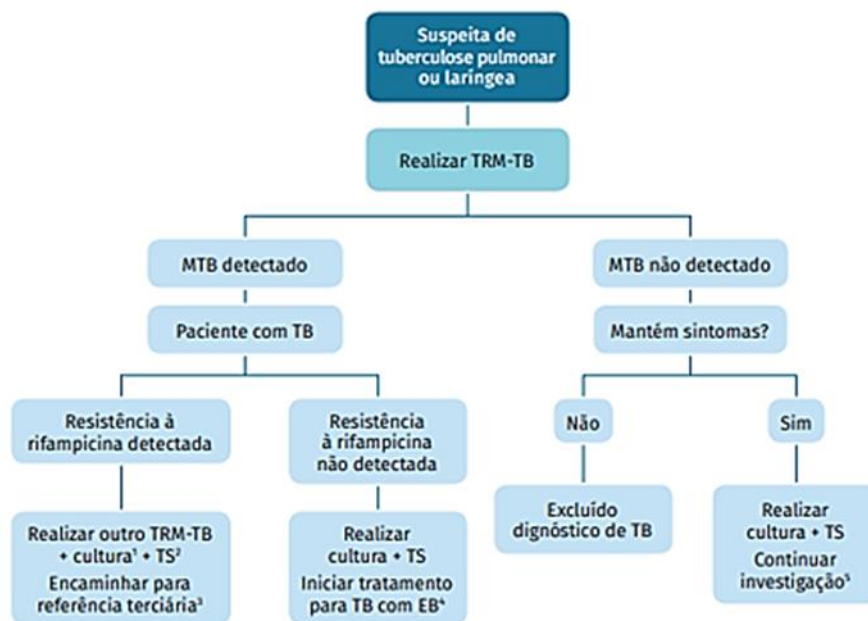 Suspeita de
tuberculose pulmonar
ou laríngea
Realizar TRM-TB
MTB detectado
MTB não detectado
Paciente com TB
Mantém sintomas?
Resistência à
rifampicina detectada
Resistência
à rifampicina
não detectada
Não
Sim
Realizar outro TRM-TB
+ cultura¹ + TS²
Encaminhar para
referência terciária³
Realizar
cultura + TS
Iniciar tratamento
para TB com EB⁴
Excluído
dignóstico de TB
Realizar
cultura + TS
Continuar
investigação⁵